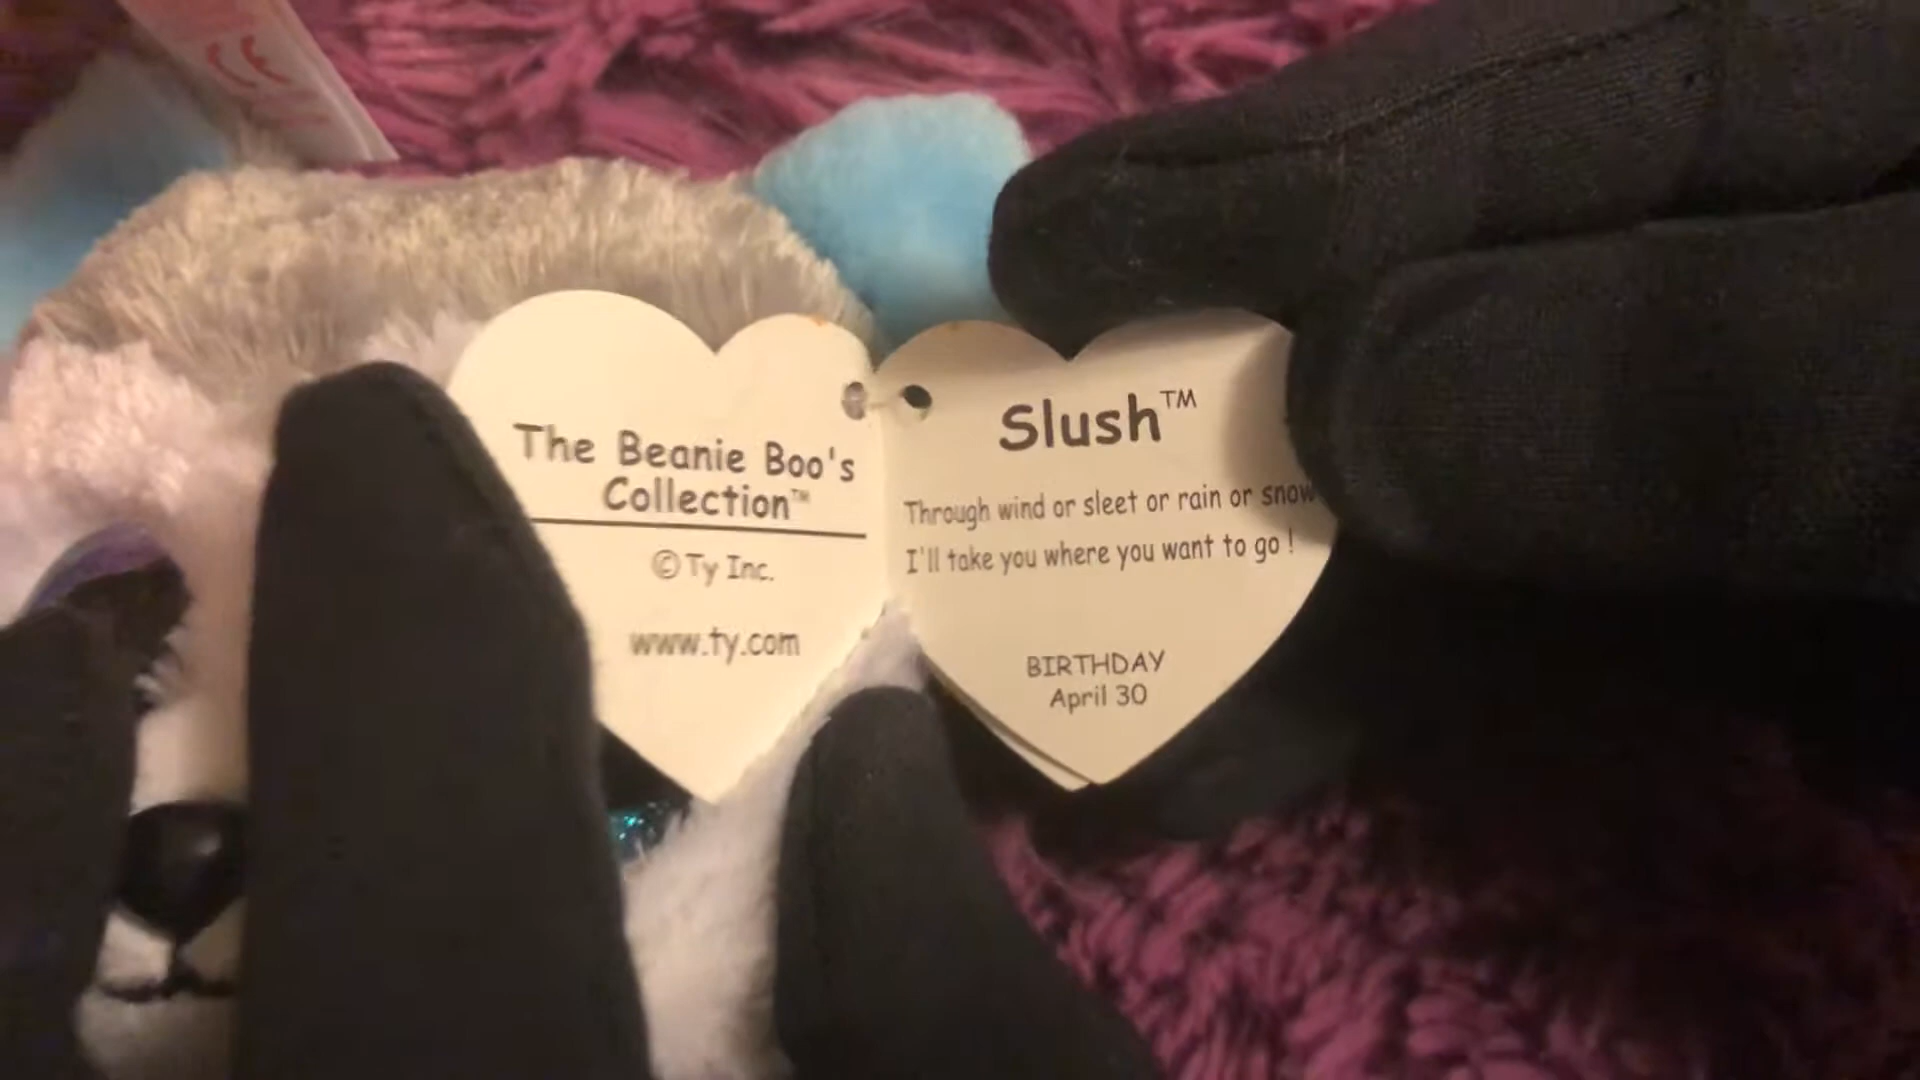 The Beanie Boo's
Collection™
© Ty Inc.
www.ty.com
Slush™
Through wind or sleet or rain or snow
I'll take you where you want to go !
BIRTHDAY
April 30